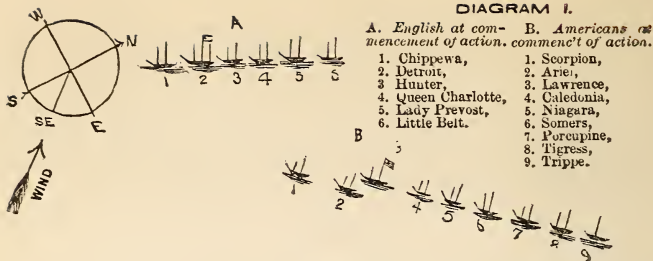 DIAGRAM I.
A. English at com-
mencement of action.
1. Chippewa,
2. Detroit,
3 Hunter,
4. Queen Charlotte,
5. Lady Prevost,
6. Little Belt.
B. Americans at
commenc't of action.
1. Scorpion,
2. Ariel,
3. Lawrence,
4. Caledonia,
5. Niagara,
6. Somers,
7. Porcupine,
8. Tigress,
9. Trippe.
W
N
S
SE
E
WIND
A
1 2 3 4 5 6
B
3
1 2 4 5 6 7 8 9